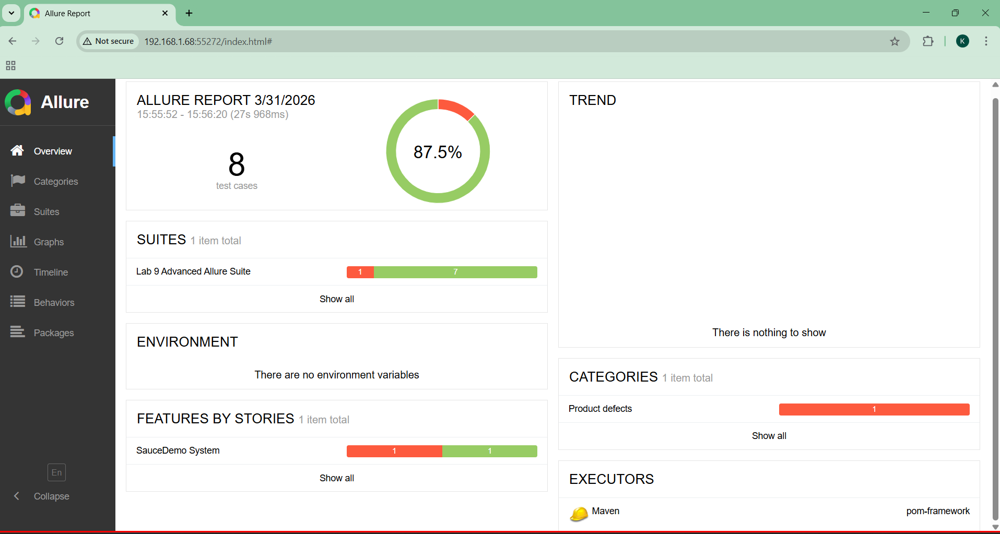 Allure Report
Not secure
192.168.1.68:55272/index.html#
K
Allure
Overview
Categories
Suites
Graphs
Timeline
Behaviors
Packages
En
Collapse
ALLURE REPORT 3/31/2026
15:55:52 - 15:56:20 (27s 968ms)
8
test cases
87.5%
SUITES 1 item total
Lab 9 Advanced Allure Suite 1 7
Show all
ENVIRONMENT
There are no environment variables
FEATURES BY STORIES 1 item total
SauceDemo System 1 1
Show all
TREND
There is nothing to show
CATEGORIES 1 item total
Product defects 1
Show all
EXECUTORS
Maven pom-framework